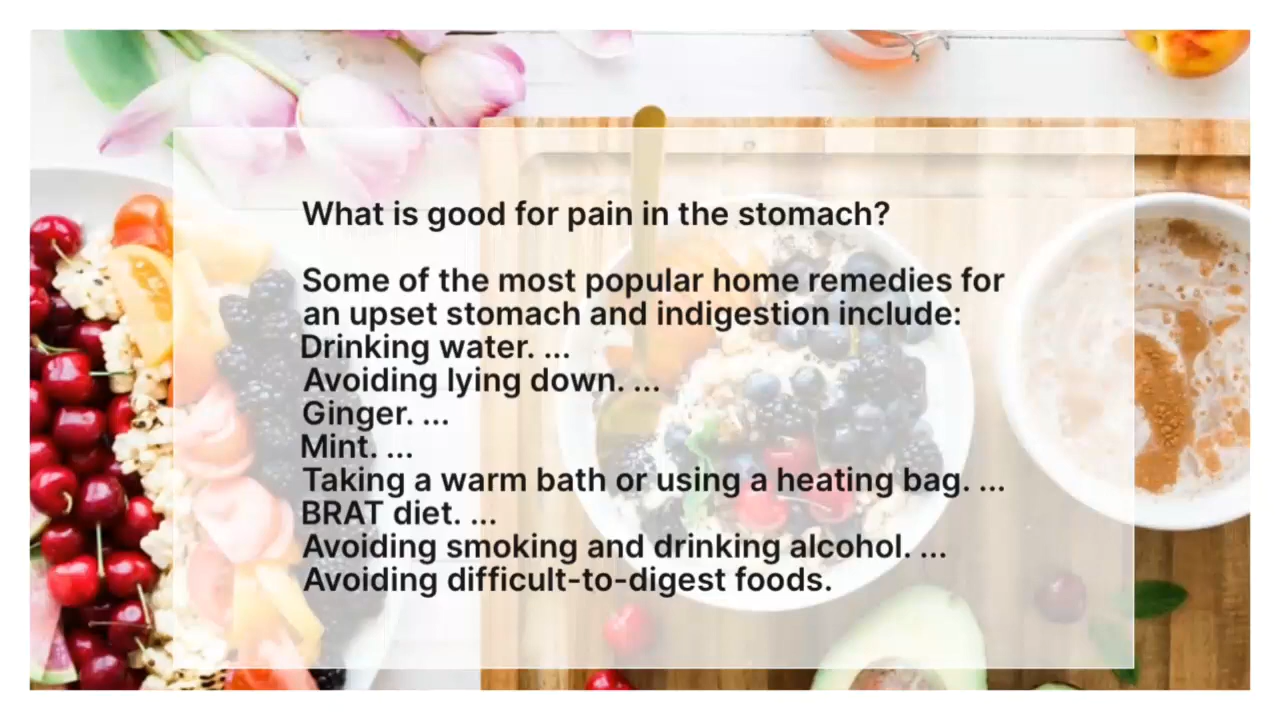 What is good for pain in the stomach?
Some of the most popular home remedies for
an upset stomach and indigestion include:
Drinking water. ...
Avoiding lying down. ...
Ginger. ...
Mint. ...
Taking a warm bath or using a heating bag. ...
BRAT diet. ...
Avoiding smoking and drinking alcohol. ...
Avoiding difficult-to-digest foods.